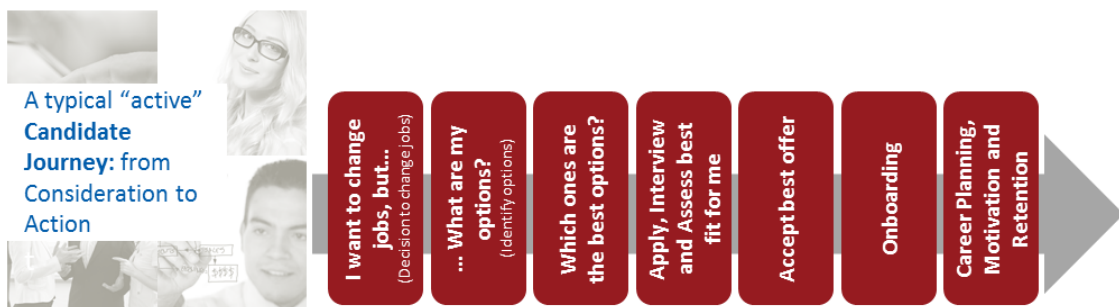 A typical “active”
Candidate
Journey: from
Consideration to
Action
I want to change
jobs, but...
(Decision to change jobs)
... What are my
options?
(Identify options)
Which ones are
the best options?
Apply, Interview
and Assess best
fit for me
Accept best offer
Onboarding
Career Planning,
Motivation and
Retention